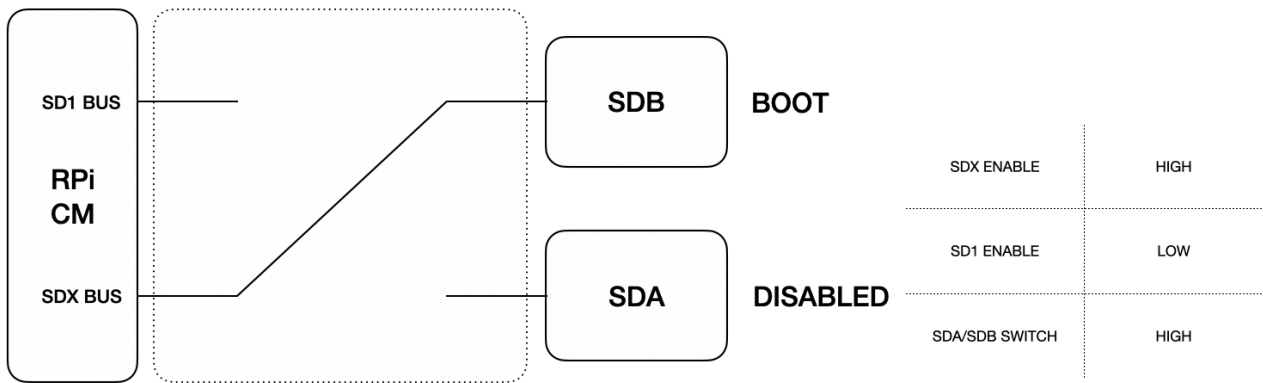 SD1 BUS
RPi
CM
SDX BUS
SDB
BOOT
SDA
DISABLED
SDX ENABLE HIGH
SD1 ENABLE LOW
SDA/SDB SWITCH HIGH